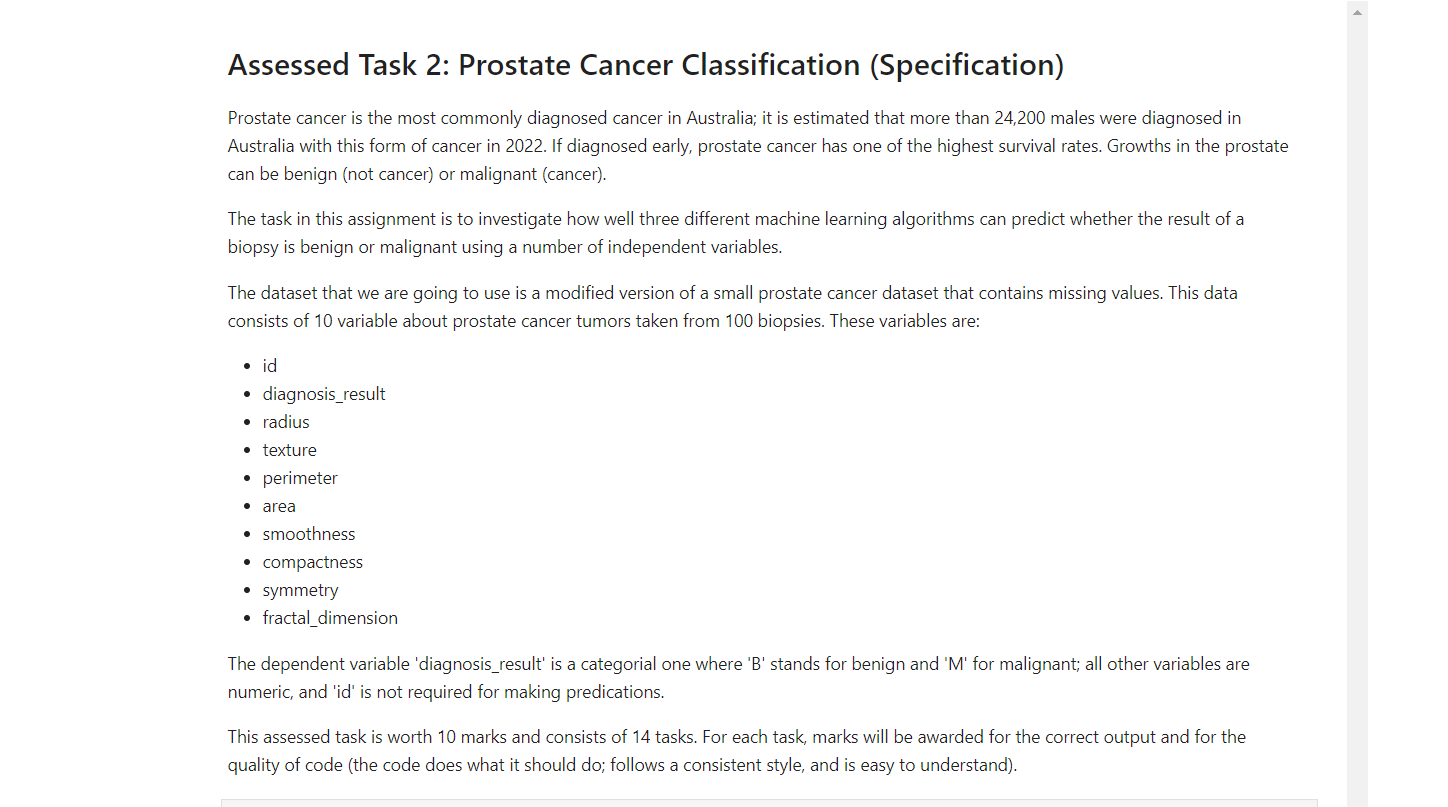 Assessed Task 2: Prostate Cancer Classification (Specification)
Prostate cancer is the most commonly diagnosed cancer in Australia; it is estimated that more than 24,200 males were diagnosed in
Australia with this form of cancer in 2022. If diagnosed early, prostate cancer has one of the highest survival rates. Growths in the prostate
can be benign (not cancer) or malignant (cancer).
The task in this assignment is to investigate how well three different machine learning algorithms can predict whether the result of a
biopsy is benign or malignant using a number of independent variables.
The dataset that we are going to use is a modified version of a small prostate cancer dataset that contains missing values. This data
consists of 10 variable about prostate cancer tumors taken from 100 biopsies. These variables are:
• id
• diagnosis_result
• radius
• texture
• perimeter
• area
• smoothness
• compactness
• symmetry
• fractal_dimension
The dependent variable 'diagnosis_result' is a categorial one where 'B' stands for benign and 'M' for malignant; all other variables are
numeric, and 'id' is not required for making predications.
This assessed task is worth 10 marks and consists of 14 tasks. For each task, marks will be awarded for the correct output and for the
quality of code (the code does what it should do; follows a consistent style, and is easy to understand).